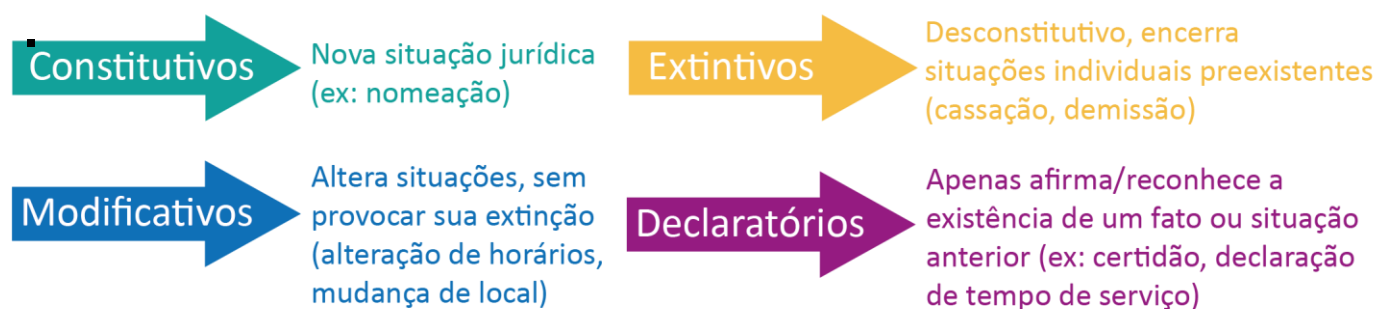 Constitutivos
Nova situação jurídica
(ex: nomeação)
Extintivos
Desconstitutivo, encerra
situações individuais preexistentes
(cassação, demissão)
Modificativos
Altera situações, sem
provocar sua extinção
(alteração de horários,
mudança de local)
Declaratórios
Apenas afirma/reconhece a
existência de um fato ou situação
anterior (ex: certidão, declaração
de tempo de serviço)